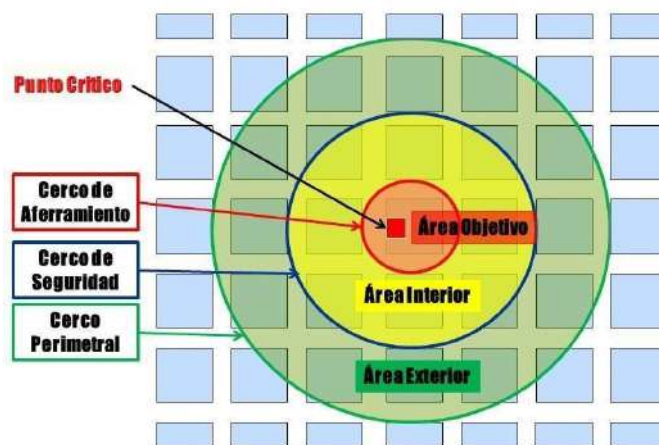 Punto Critico
Cerco de
Aferramiento
Área Objetivo
Cerco de
Seguridad
Área Interior
Cerco
Perimetral
Área Exterior